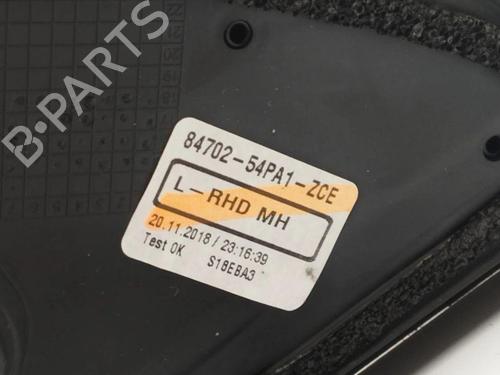 B-PARTS
84702-54PA1-ZCE
L-RHD MH
20.11.2018 / 23:16:39
Test OK S18EBA3